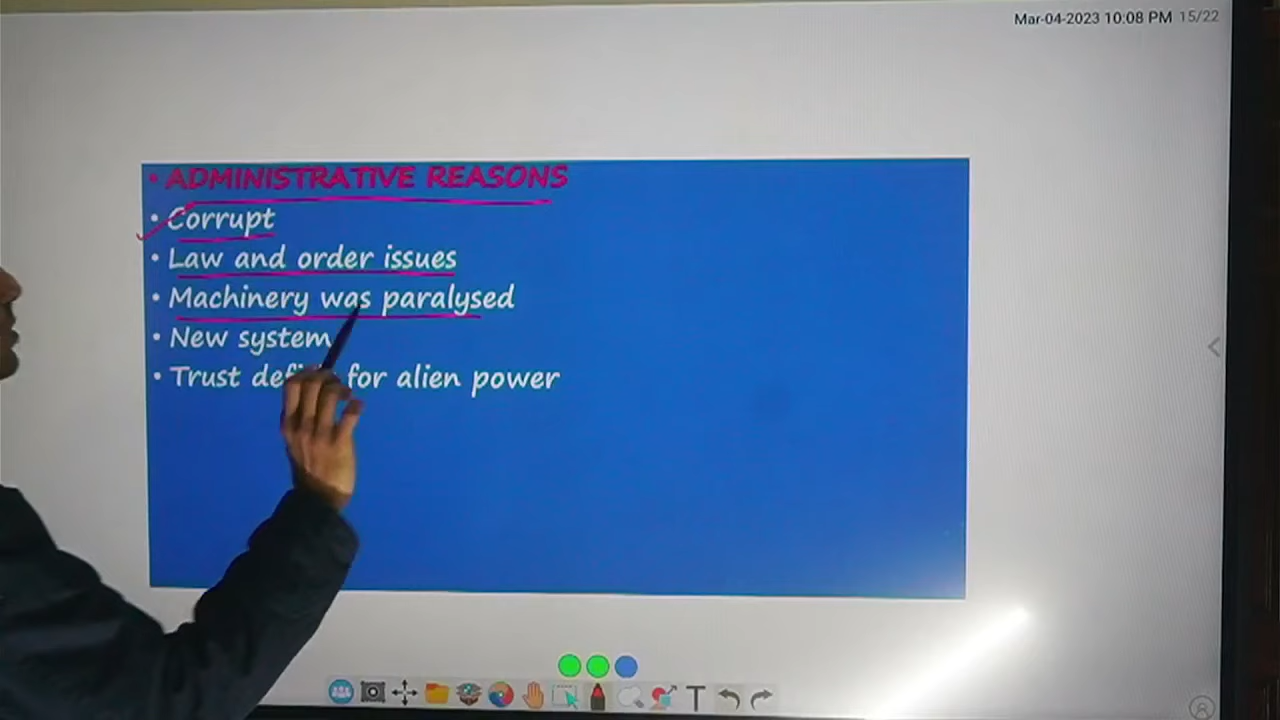 Mar-04-2023 10:08 PM 15/22
• ADMINISTRATIVE REASONS
• Corrupt
• Law and order issues
• Machinery was paralysed
• New system
• Trust for alien power
T